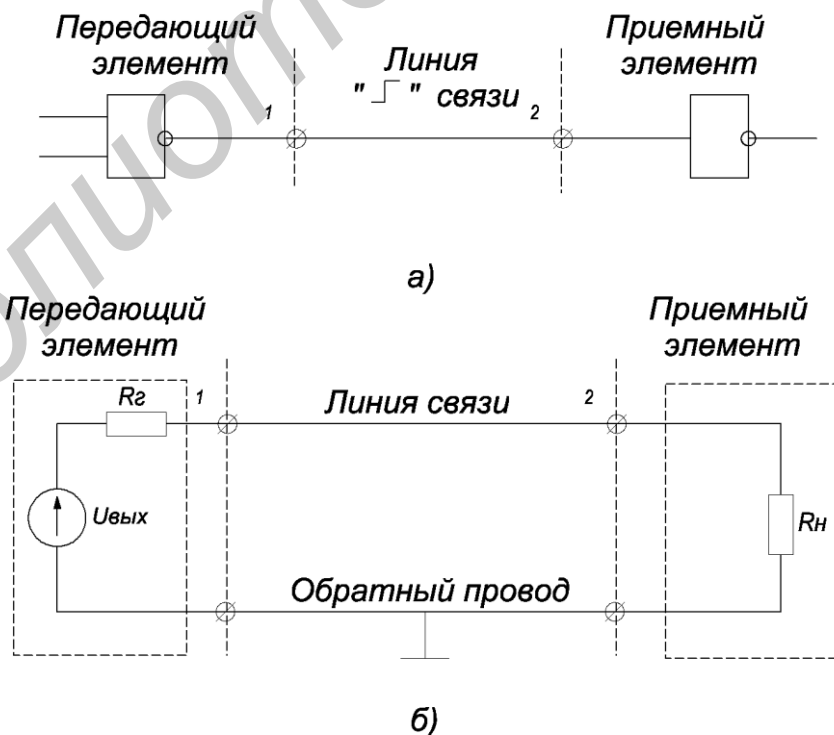 Передающий
элемент
Линия
" " связи
Приемный
элемент
1
2
а)
Передающий
элемент
Приемный
элемент
Rг
1
Линия связи
2
Uвых
Rн
Обратный провод
б)